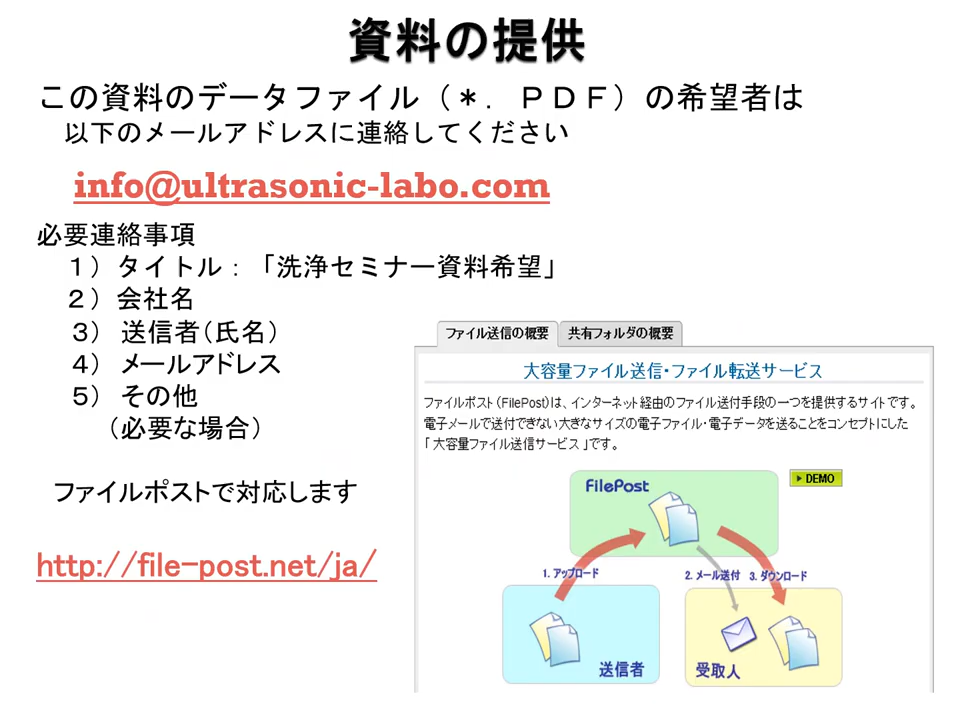 資料の提供
この資料のデータファイル（＊．ＰＤＦ）の希望者は
以下のメールアドレスに連絡してください
info@ultrasonic-labo.com
必要連絡事項
１）タイトル：「洗浄セミナー資料希望」
２）会社名
３） 送信者（氏名）
４） メールアドレス
５） その他
（必要な場合）
ファイルポストで対応します
http://file-post.net/ja/
ファイル送信の概要 共有フォルダの概要
大容量ファイル送信・ファイル転送サービス
ファイルポスト（FilePost）は、インターネット経由のファイル送付手段の一つを提供するサイトです。
電子メールで送付できない大きなサイズの電子ファイル・電子データを送ることをコンセプトにした
「大容量ファイル送信サービス」です。
FilePost
DEMO
1. アップロード 2. メール送付 3. ダウンロード
送信者 受取人